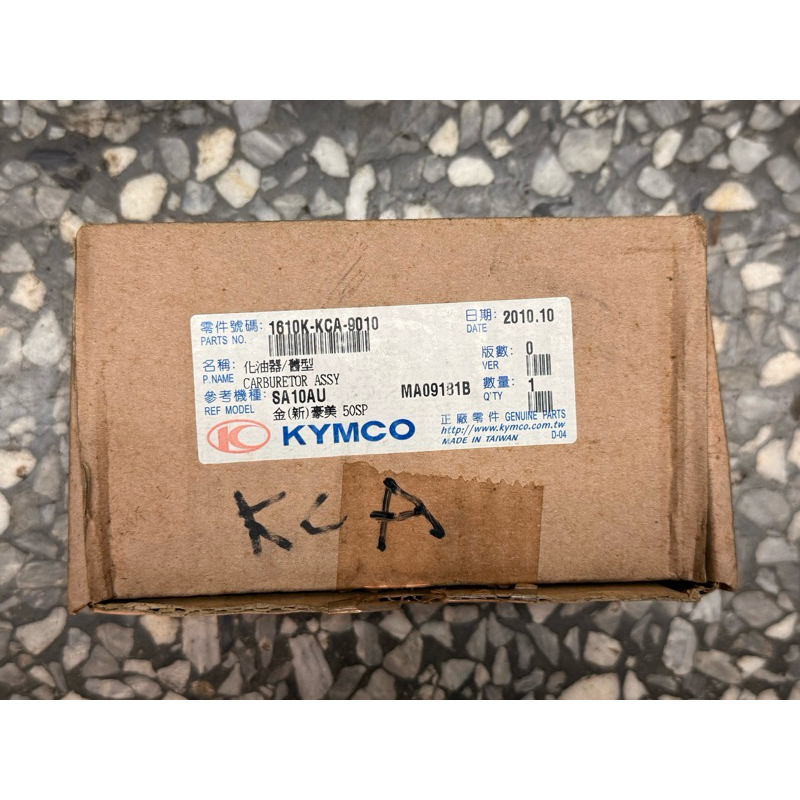 零件號碼: 1610K-KCA-9010
PARTS NO.
日期: 2010.10
DATE
名稱: 化油器/舊型
P.NAME CARBURETOR ASSY
版數: 0
VER
參考機種: SA10AU
REF MODEL 金(新)豪美 50SP
MA09181B
數量: 1
Q'TY
KYMCO
正廠零件 GENUINE PARTS
http://www.kymco.com.tw
MADE IN TAIWAN D-04
KCA